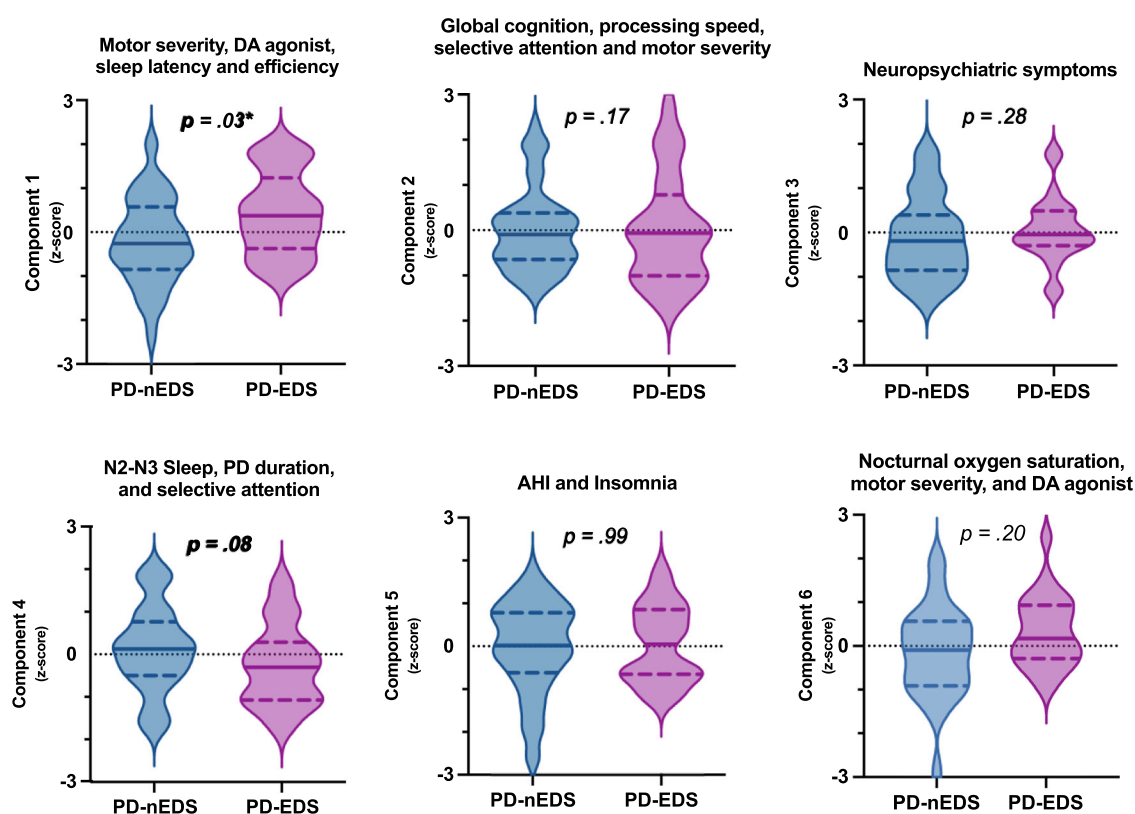 Motor severity, DA agonist,
sleep latency and efficiency
3
p = .03*
Component 1
(z-score)
0
-3
PD-nEDS
PD-EDS
Global cognition, processing speed,
selective attention and motor severity
3
p = .17
Component 2
(z-score)
0
-3
PD-nEDS
PD-EDS
Neuropsychiatric symptoms
3
p = .28
Component 3
(z-score)
0
-3
PD-nEDS
PD-EDS
N2-N3 Sleep, PD duration,
and selective attention
3
p = .08
Component 4
(z-score)
0
-3
PD-nEDS
PD-EDS
AHI and Insomnia
3
p = .99
Component 5
(z-score)
0
-3
PD-nEDS
PD-EDS
Nocturnal oxygen saturation,
motor severity, and DA agonist
3
p = .20
Component 6
(z-score)
0
-3
PD-nEDS
PD-EDS